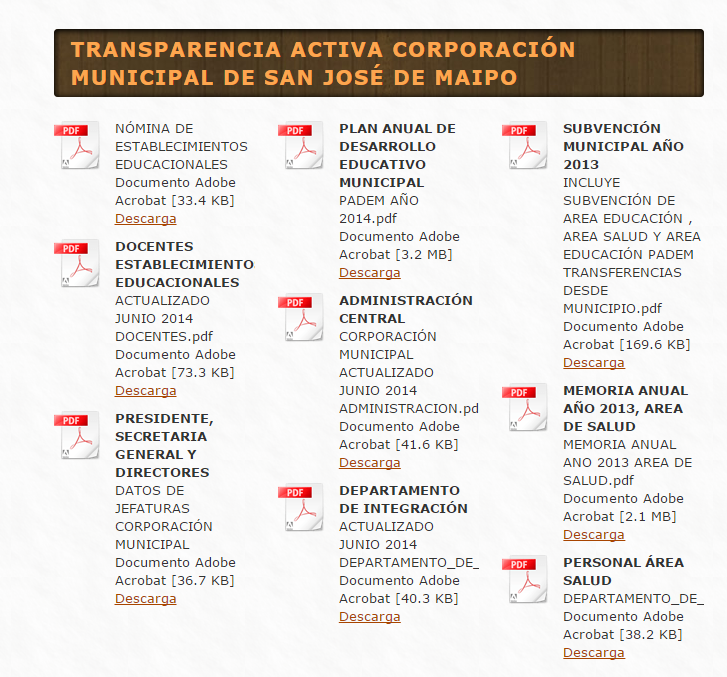 TRANSPARENCIA ACTIVA CORPORACIÓN
MUNICIPAL DE SAN JOSÉ DE MAIPO
PDF
NÓMINA DE
ESTABLECIMIENTOS
EDUCACIONALES
Documento Adobe
Acrobat [33.4 KB]
Descarga
PDF
DOCENTES
ESTABLECIMIENTO
EDUCACIONALES
ACTUALIZADO
JUNIO 2014
DOCENTES.pdf
Documento Adobe
Acrobat [73.3 KB]
Descarga
PDF
PRESIDENTE,
SECRETARIA
GENERAL Y
DIRECTORES
DATOS DE
JEFATURAS
CORPORACIÓN
MUNICIPAL
Documento Adobe
Acrobat [36.7 KB]
Descarga
PDF
PLAN ANUAL DE
DESARROLLO
EDUCATIVO
MUNICIPAL
PADEM AÑO
2014.pdf
Documento Adobe
Acrobat [3.2 MB]
Descarga
PDF
ADMINISTRACIÓN
CENTRAL
CORPORACIÓN
MUNICIPAL
ACTUALIZADO
JUNIO 2014
ADMINISTRACION.pd
Documento Adobe
Acrobat [41.6 KB]
Descarga
PDF
DEPARTAMENTO
DE INTEGRACIÓN
ACTUALIZADO
JUNIO 2014
DEPARTAMENTO_DE_
Documento Adobe
Acrobat [40.3 KB]
Descarga
PDF
SUBVENCIÓN
MUNICIPAL AÑO
2013
INCLUYE
SUBVENCIÓN DE
AREA EDUCACIÓN ,
AREA SALUD Y AREA
EDUCACIÓN PADEM
TRANSFERENCIAS
DESDE
MUNICIPIO.pdf
Documento Adobe
Acrobat [169.6 KB]
Descarga
PDF
MEMORIA ANUAL
AÑO 2013, AREA
DE SALUD
MEMORIA ANUAL
ANO 2013 AREA DE
SALUD.pdf
Documento Adobe
Acrobat [2.1 MB]
Descarga
PDF
PERSONAL ÁREA
SALUD
DEPARTAMENTO_DE_
Documento Adobe
Acrobat [38.2 KB]
Descarga